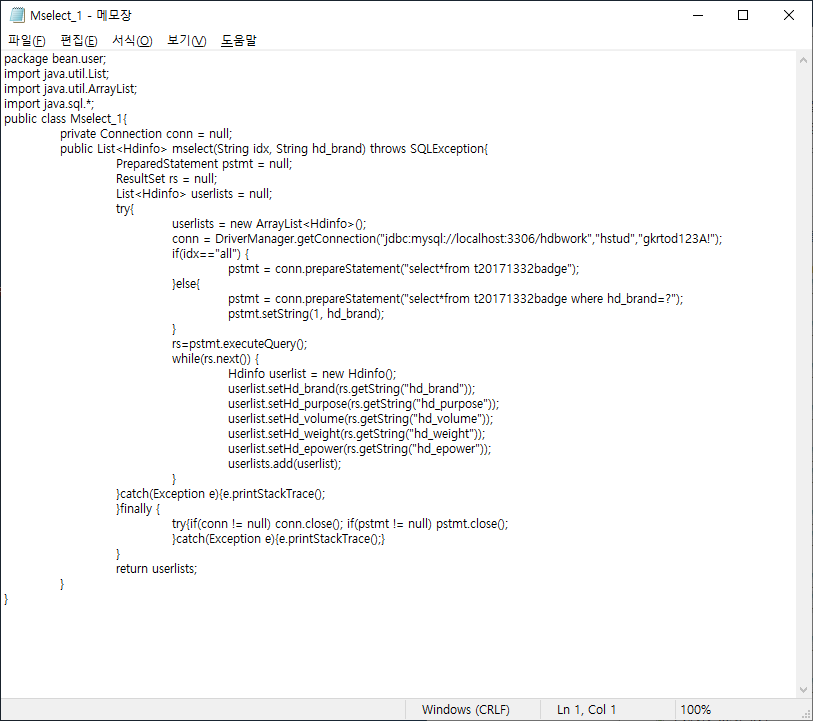 Mselect_1 - 메모장
파일(F) 편집(E) 서식(O) 보기(V) 도움말
package bean.user;
import java.util.List;
import java.util.ArrayList;
import java.sql.*;
public class Mselect_1{
	private Connection conn = null;
	public List<Hdinfo> mselect(String idx, String hd_brand) throws SQLException{
		PreparedStatement pstmt = null;
		ResultSet rs = null;
		List<Hdinfo> userlists = null;
		try{
			userlists = new ArrayList<Hdinfo>();
			conn = DriverManager.getConnection("jdbc:mysql://localhost:3306/hdbwork","hstud","gkrtod123A!");
			if(idx=="all") {
				pstmt = conn.prepareStatement("select*from t20171332badge");
			}else{
				pstmt = conn.prepareStatement("select*from t20171332badge where hd_brand=?");
				pstmt.setString(1, hd_brand);
			}
			rs=pstmt.executeQuery();
			while(rs.next()) {
				Hdinfo userlist = new Hdinfo();
				userlist.setHd_brand(rs.getString("hd_brand"));
				userlist.setHd_purpose(rs.getString("hd_purpose"));
				userlist.setHd_volume(rs.getString("hd_volume"));
				userlist.setHd_weight(rs.getString("hd_weight"));
				userlist.setHd_epower(rs.getString("hd_epower"));
				userlists.add(userlist);
			}
		}catch(Exception e){e.printStackTrace();
		}finally {
			try{if(conn != null) conn.close(); if(pstmt != null) pstmt.close();
			}catch(Exception e){e.printStackTrace();}
		}
		return userlists;
	}
}
Windows (CRLF) Ln 1, Col 1 100%